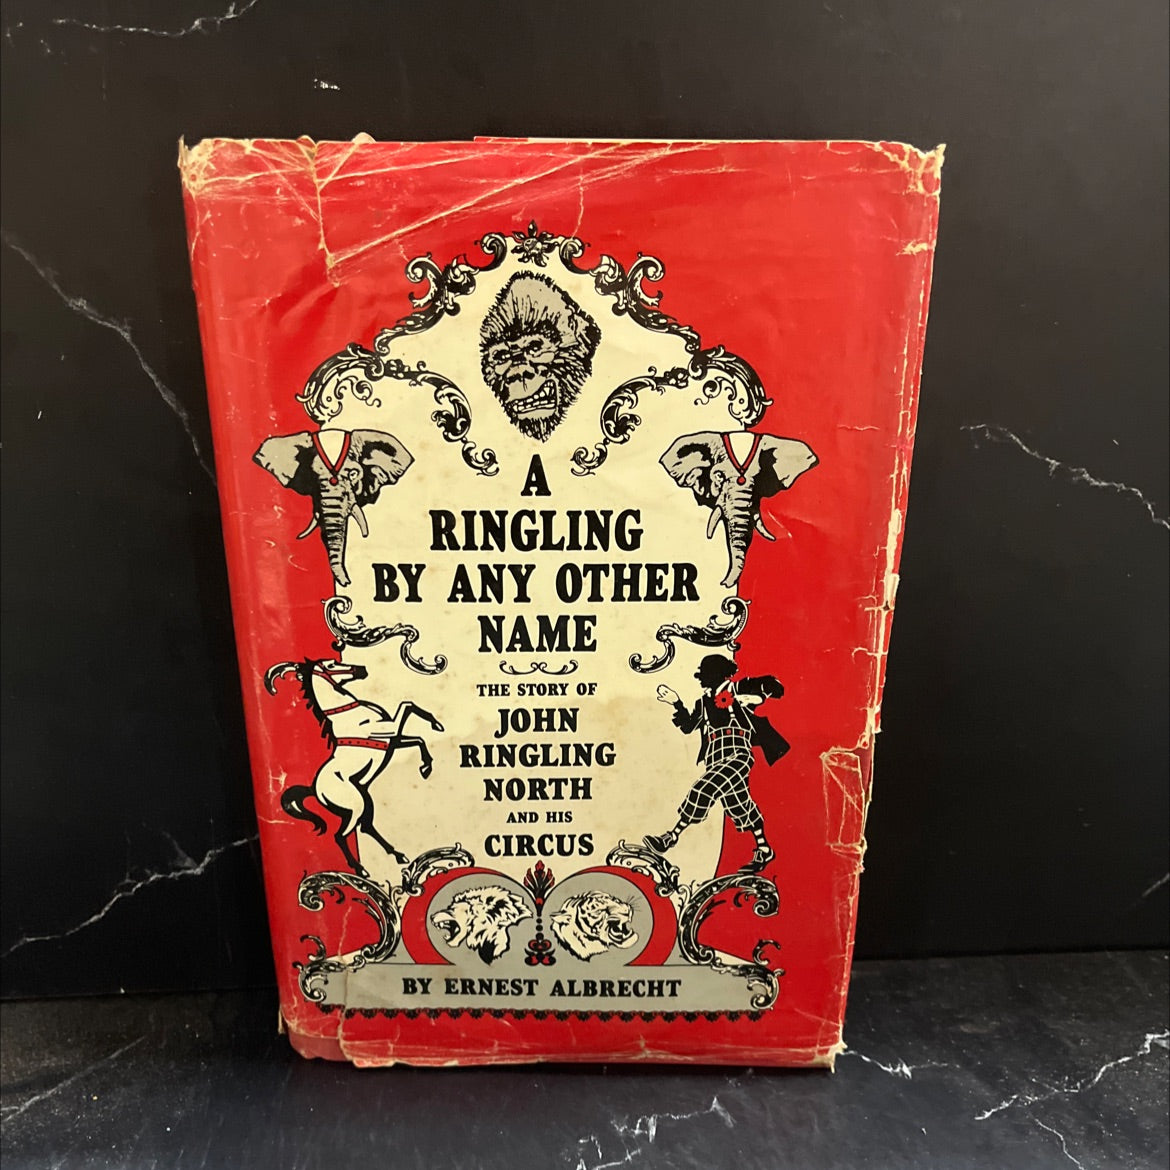 A
RINGLING
BY ANY OTHER
NAME
THE STORY OF
JOHN
RINGLING
NORTH
AND HIS
CIRCUS
BY ERNEST ALBRECHT